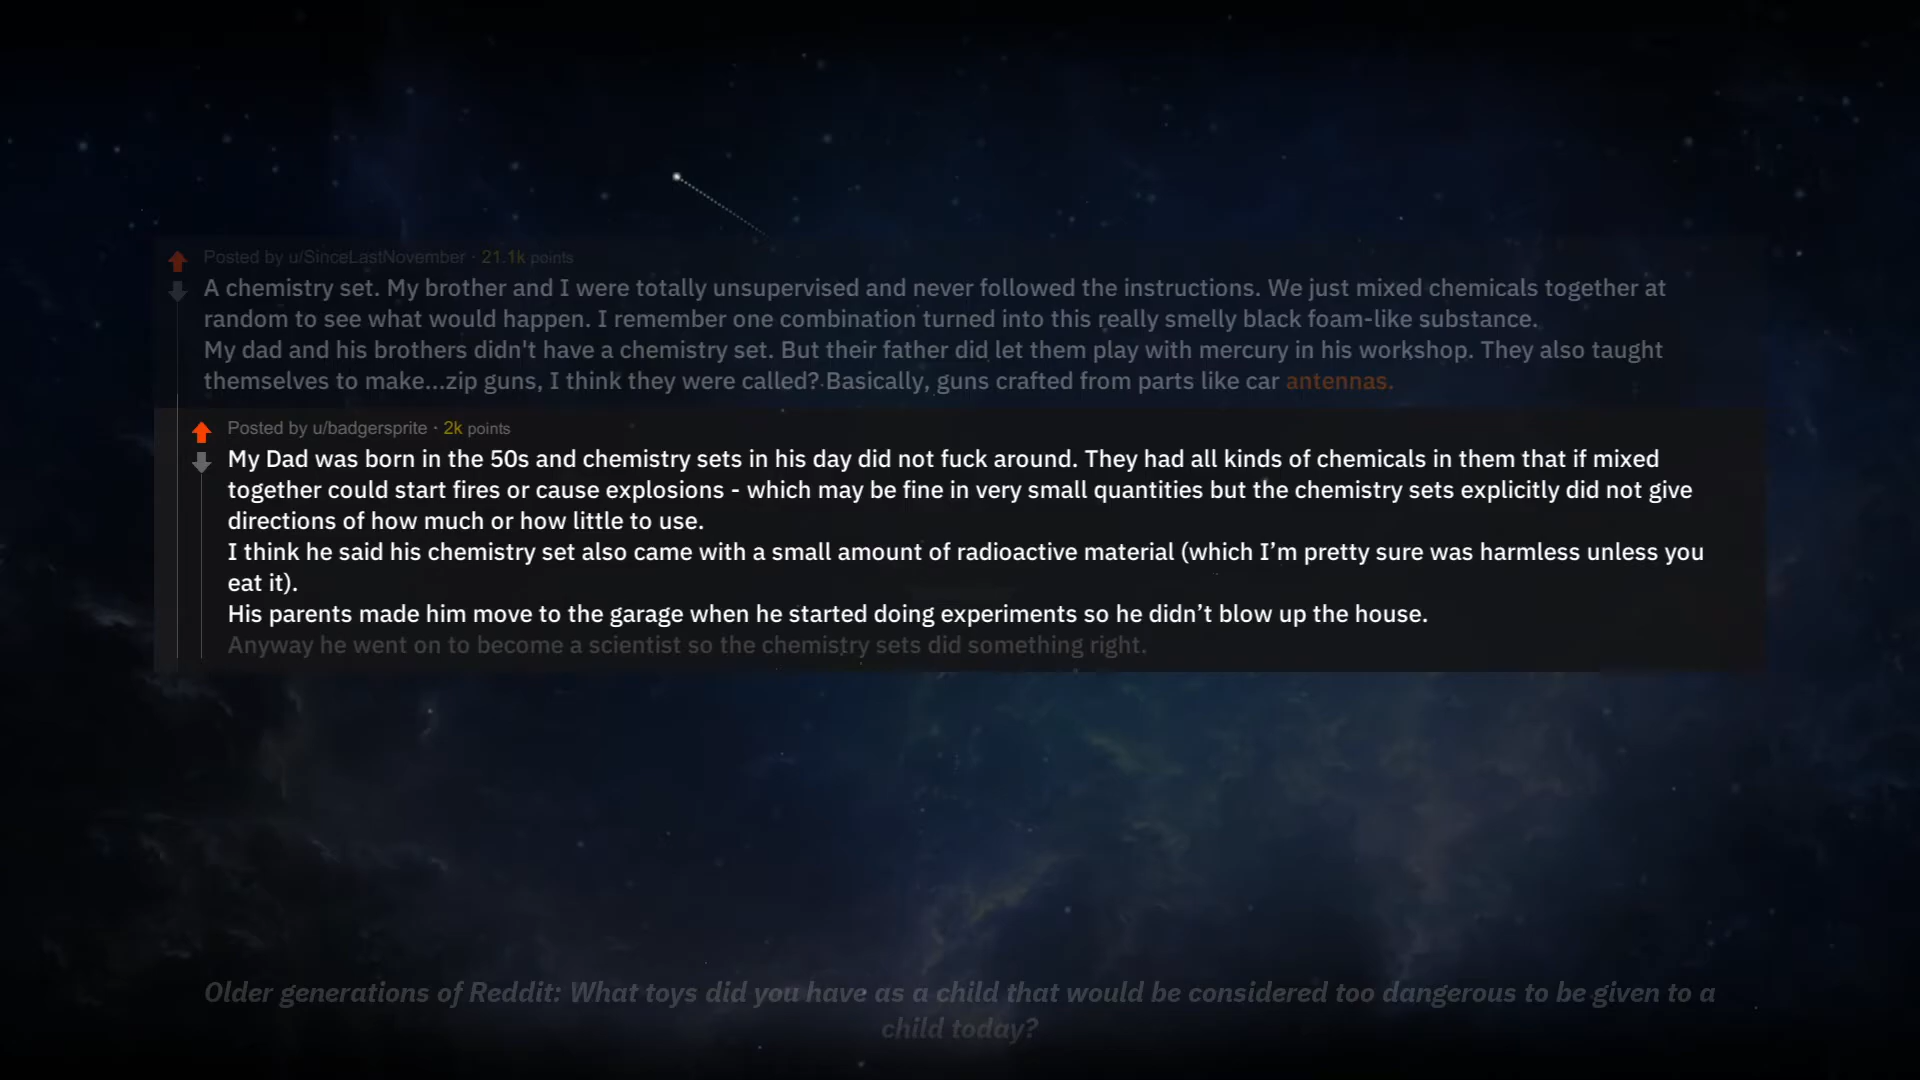 Posted by u/SinceLastNovember · 21.1k points
A chemistry set. My brother and I were totally unsupervised and never followed the instructions. We just mixed chemicals together at
random to see what would happen. I remember one combination turned into this really smelly black foam-like substance.
My dad and his brothers didn't have a chemistry set. But their father did let them play with mercury in his workshop. They also taught
themselves to make...zip guns, I think they were called? Basically, guns crafted from parts like car antennas.
Posted by u/badgersprite · 2k points
My Dad was born in the 50s and chemistry sets in his day did not fuck around. They had all kinds of chemicals in them that if mixed
together could start fires or cause explosions - which may be fine in very small quantities but the chemistry sets explicitly did not give
directions of how much or how little to use.
I think he said his chemistry set also came with a small amount of radioactive material (which I’m pretty sure was harmless unless you
eat it).
His parents made him move to the garage when he started doing experiments so he didn’t blow up the house.
Anyway he went on to become a scientist so the chemistry sets did something right.
Older generations of Reddit: What toys did you have as a child that would be considered too dangerous to be given to a
child today?